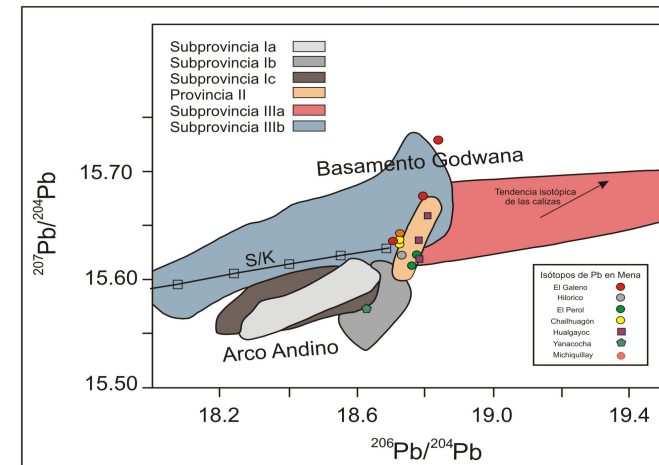 Subprovincia Ia
Subprovincia Ib
Subprovincia Ic
Provincia II
Subprovincia IIIa
Subprovincia IIIb
Basamento Godwana
Tendencia isotópica
de las calizas
S/K
Arco Andino
Isótopos de Pb en Mena
El Galeno
Hilorico
El Perol
Chailhuagón
Hualgayoc
Yanacocha
Michiquillay
15.70
15.60
15.50
207Pb/204Pb
18.2
18.6
19.0
19.4
206Pb/204Pb